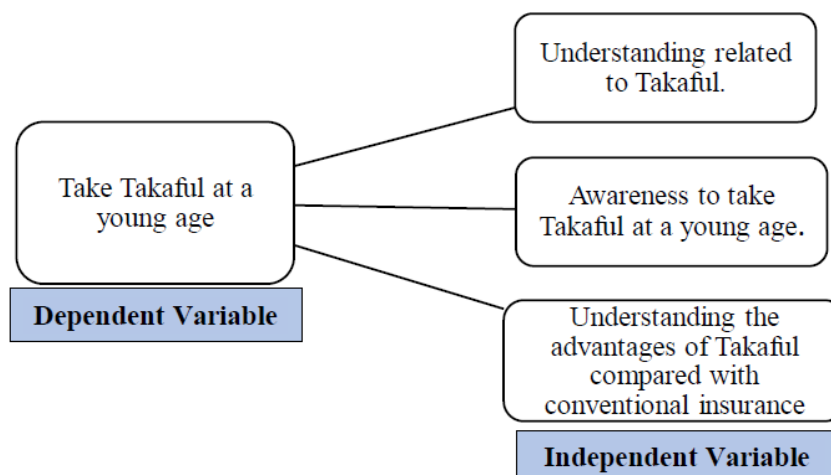 Understanding related
to Takaful.
Take Takaful at a
young age
Awareness to take
Takaful at a young age.
Dependent Variable
Understanding the
advantages of Takaful
compared with
conventional insurance
Independent Variable